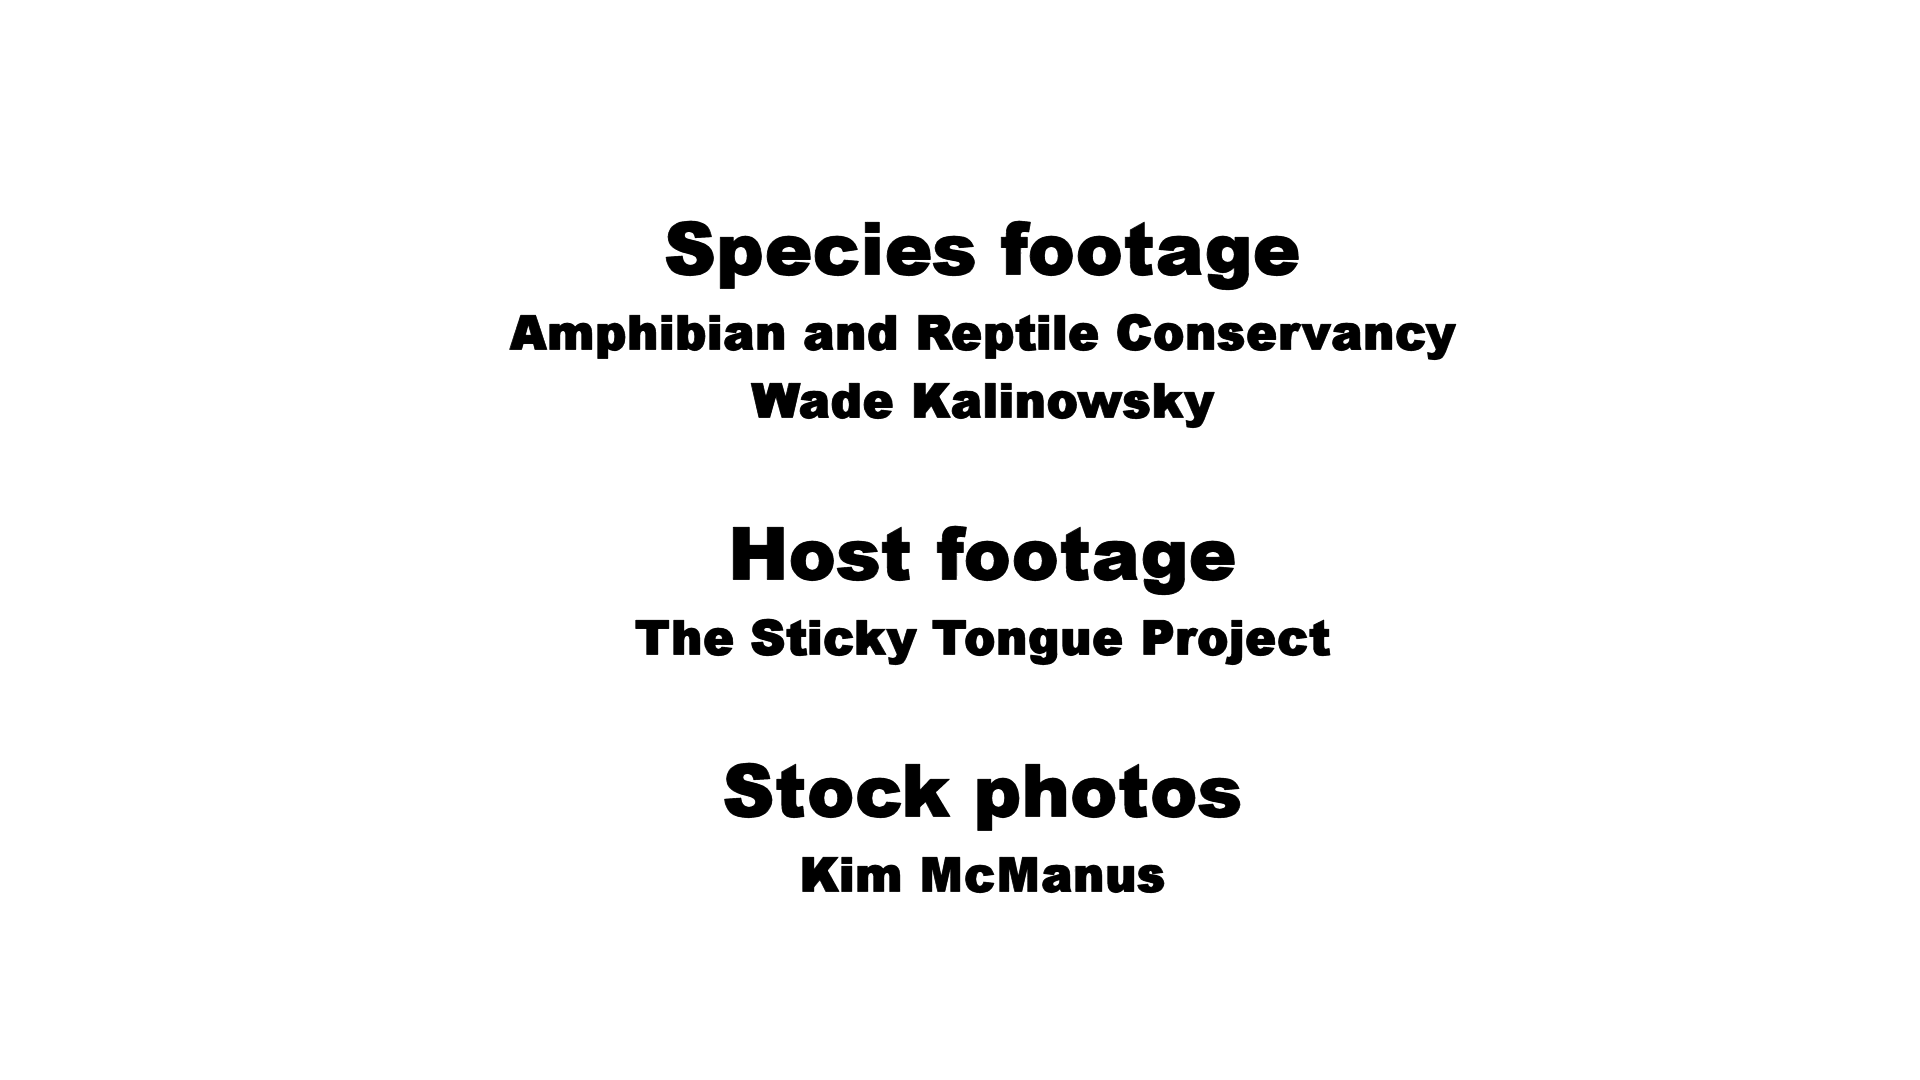 Species footage
Amphibian and Reptile Conservancy
Wade Kalinowsky
Host footage
The Sticky Tongue Project
Stock photos
Kim McManus